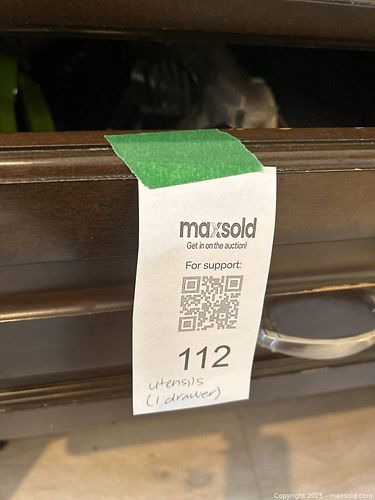 maxsold
Get in on the auction!
For support:
112
utensils
(1 drawer)
Copyright 2025 - maxsold.com